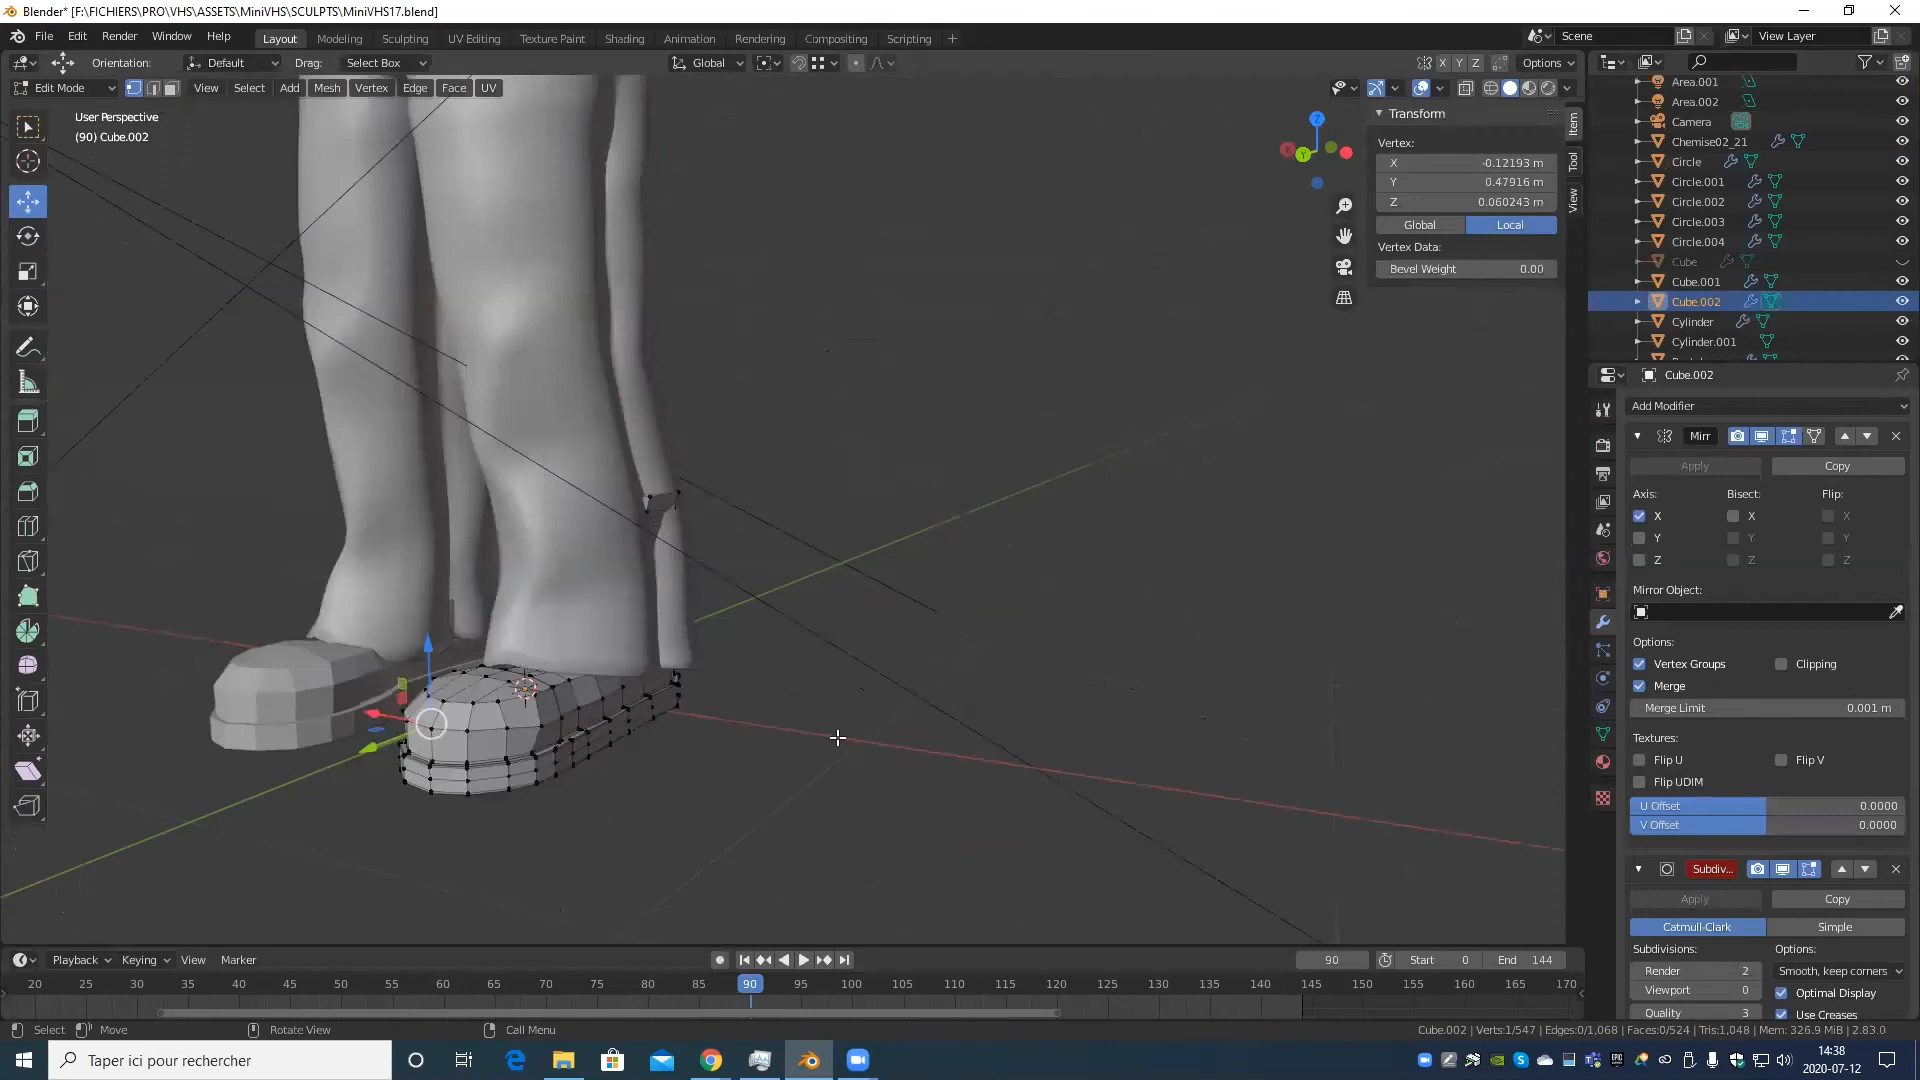 Blender* [F:\FICHIERS\PRO\VHS\ASSETS\MiniVHS\SCULPTS\MiniVHS17.blend]
File Edit Render Window Help Layout Modeling Sculpting UV Editing Texture Paint Shading Animation Rendering Compositing Scripting + Scene View Layer
Orientation: Default Drag: Select Box Global X Y Z Options
Edit Mode View Select Add Mesh Vertex Edge Face UV
User Perspective
(90) Cube.002
Transform
Vertex:
X -0.12193 m
Y 0.47916 m
Z 0.060243 m
Global Local
Vertex Data:
Bevel Weight 0.00
Item
Tool
View
Z
Y
Area.001
Area.002
Camera
Chemise02_21
Circle
Circle.001
Circle.002
Circle.003
Circle.004
Cube
Cube.001
Cube.002
Cylinder
Cylinder.001
Cube.002
Add Modifier
Mirr
Apply Copy
Axis: Bisect: Flip:
X X X
Y Y Y
Z Z Z
Mirror Object:
Options:
Vertex Groups Clipping
Merge
Merge Limit 0.001 m
Textures:
Flip U Flip V
Flip UDIM
U Offset 0.0000
V Offset 0.0000
Subdiv...
Apply Copy
Catmull-Clark Simple
Subdivisions: Options:
Render 2 Smooth, keep corners
Viewport 0 Optimal Display
Quality 3 Use Creases
Playback Keying View Marker 90 Start 0 End 144
20 25 30 35 40 45 50 55 60 65 70 75 80 85 90 95 100 105 110 115 120 125 130 135 140 145 150 155 160 165 170
Select Move Rotate View Call Menu Cube.002 | Verts:1/547 | Edges:0/1,068 | Faces:0/524 | Tris:1,048 | Mem: 326.9 MiB | 2.83.0
Taper ici pour rechercher
14:38
2020-07-12